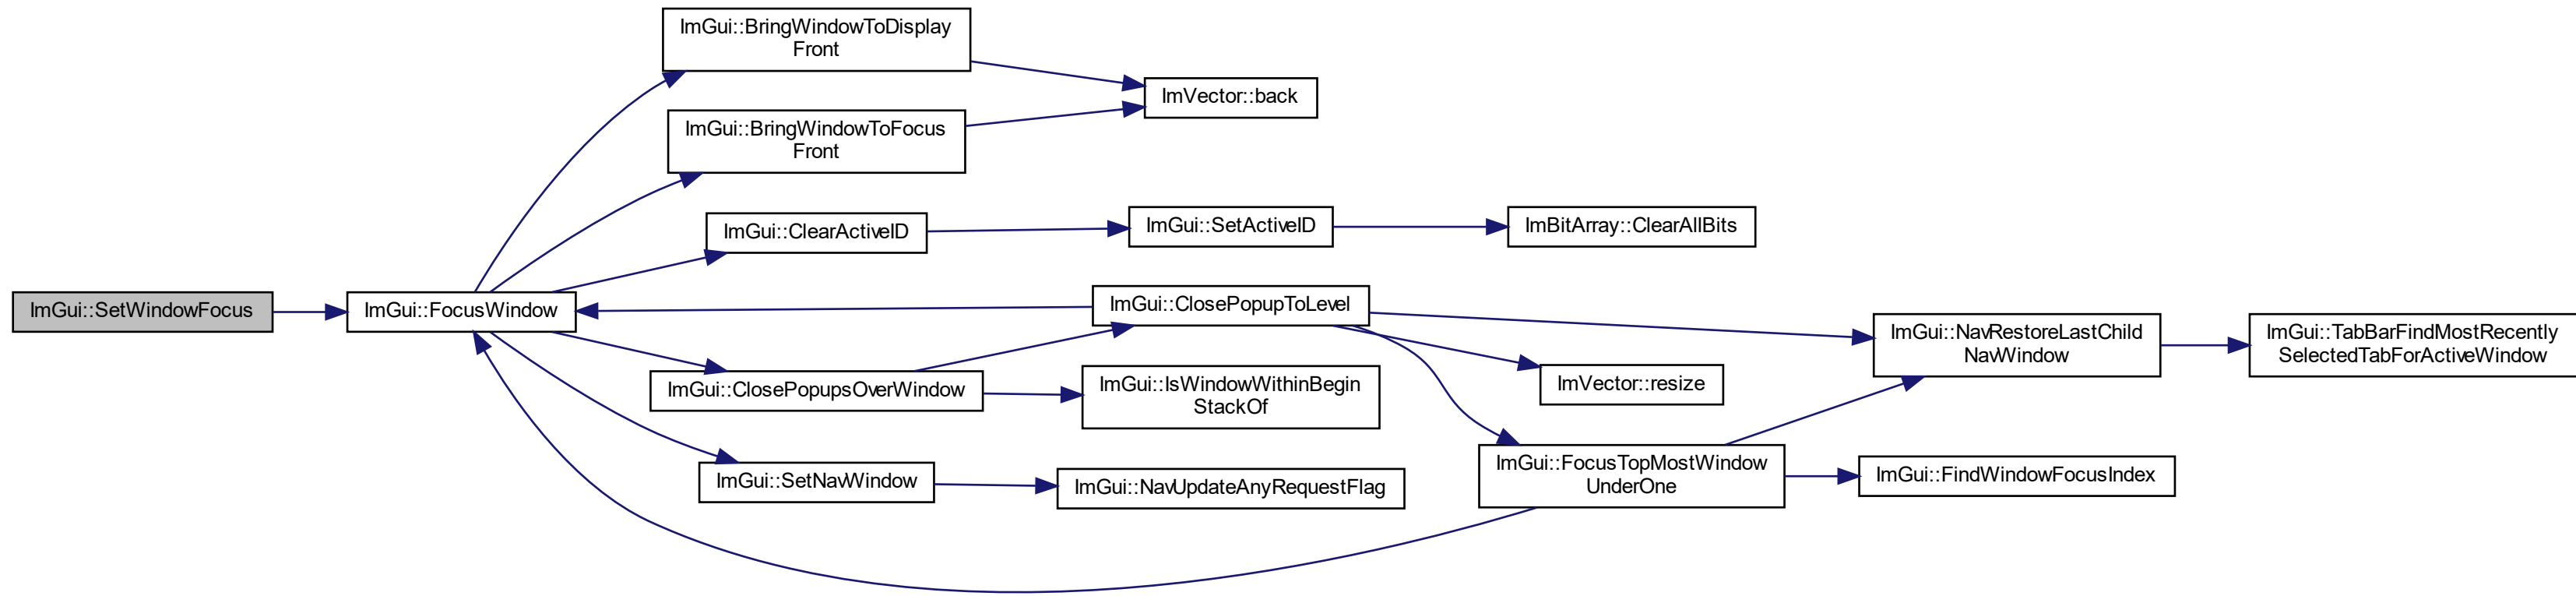 ImGui::BringWindowToDisplay
Front
ImVector::back
ImGui::BringWindowToFocus
Front
ImGui::ClearActiveID
ImGui::SetActiveID
ImBitArray::ClearAllBits
ImGui::SetWindowFocus
ImGui::FocusWindow
ImGui::ClosePopupToLevel
ImGui::NavRestoreLastChild
NavWindow
ImGui::TabBarFindMostRecently
SelectedTabForActiveWindow
ImGui::ClosePopupsOverWindow
ImGui::IsWindowWithinBegin
StackOf
ImVector::resize
ImGui::SetNavWindow
ImGui::NavUpdateAnyRequestFlag
ImGui::FocusTopMostWindow
UnderOne
ImGui::FindWindowFocusIndex